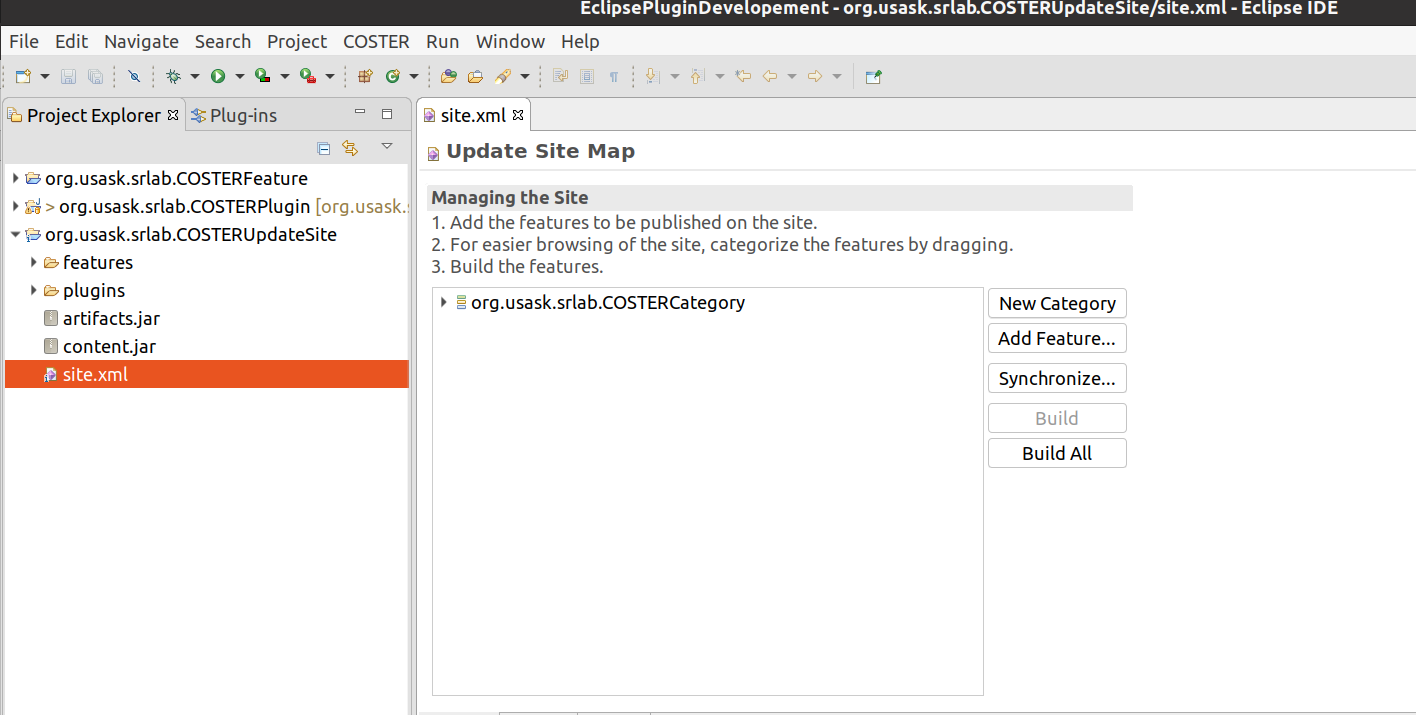 EclipsePluginDevelopement - org.usask.srlab.COSTERUpdateSite/site.xml - Eclipse IDE
File Edit Navigate Search Project COSTER Run Window Help
Project Explorer Plug-ins
site.xml
Update Site Map
org.usask.srlab.COSTERFeature
> org.usask.srlab.COSTERPlugin [org.usask.s
org.usask.srlab.COSTERUpdateSite
features
plugins
artifacts.jar
content.jar
site.xml
Managing the Site
1. Add the features to be published on the site.
2. For easier browsing of the site, categorize the features by dragging.
3. Build the features.
org.usask.srlab.COSTERCategory
New Category
Add Feature...
Synchronize...
Build
Build All